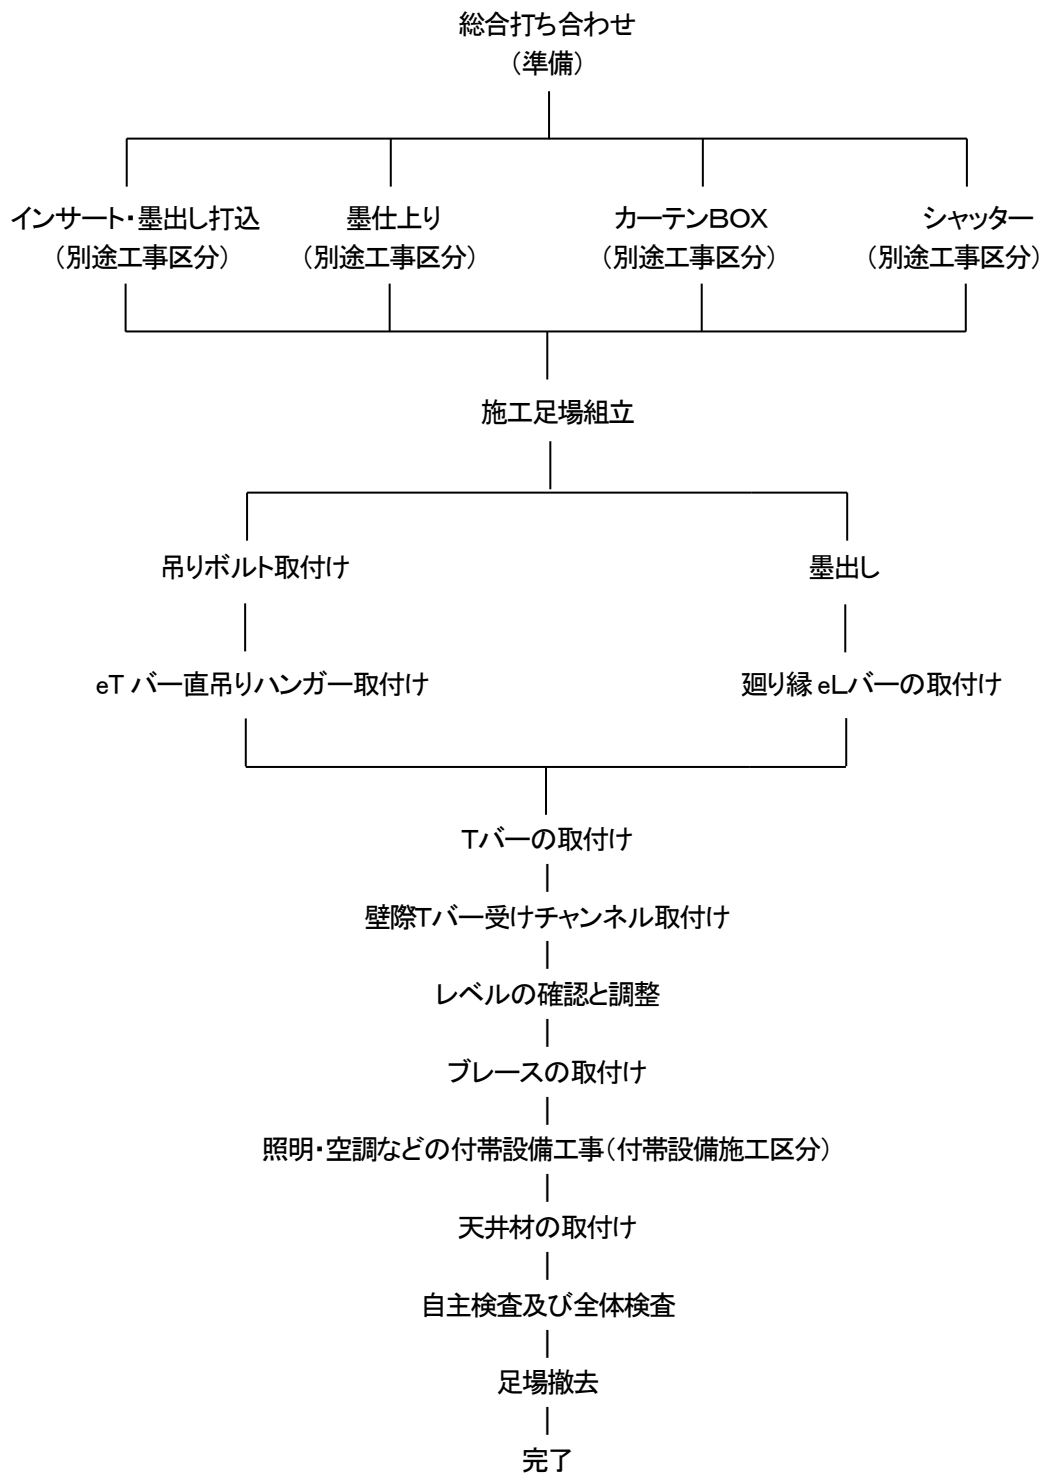 総合打ち合わせ
（準備）
インサート・墨出し打込
（別途工事区分）
墨仕上り
（別途工事区分）
カーテンBOX
（別途工事区分）
シャッター
（別途工事区分）
施工足場組立
吊りボルト取付け
墨出し
eT バー直吊りハンガー取付け
廻り縁 eLバーの取付け
Tバーの取付け
壁際Tバー受けチャンネル取付け
レベルの確認と調整
ブレースの取付け
照明・空調などの付帯設備工事（付帯設備施工区分）
天井材の取付け
自主検査及び全体検査
足場撤去
完了